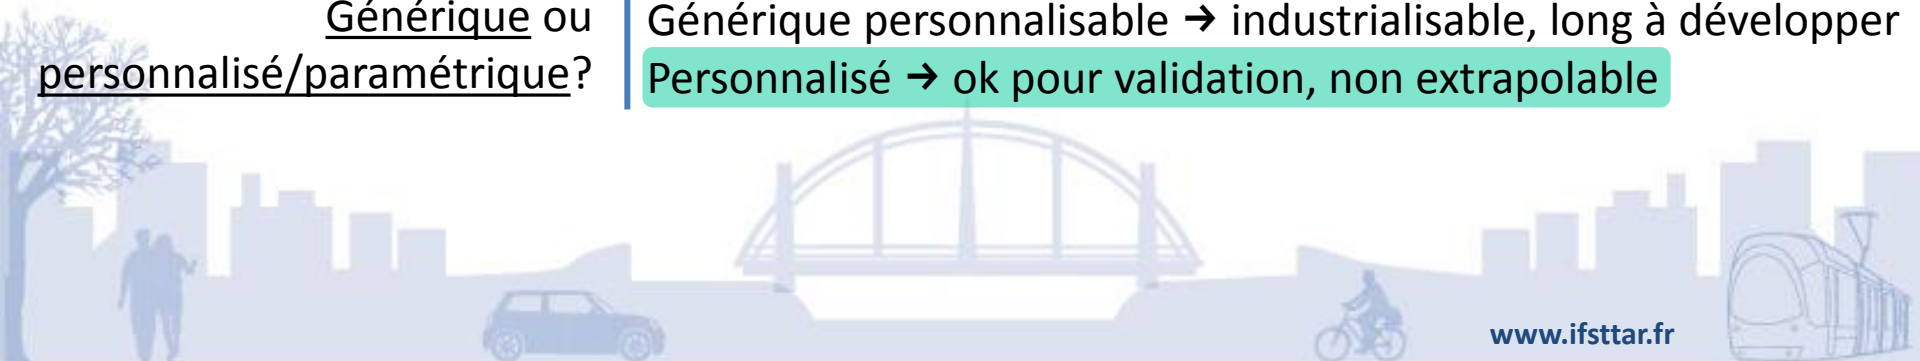 Générique ou
personnalisé/paramétrique?
Générique personnalisable → industrialisable, long à développer
Personnalisé → ok pour validation, non extrapolable
www.ifsttar.fr